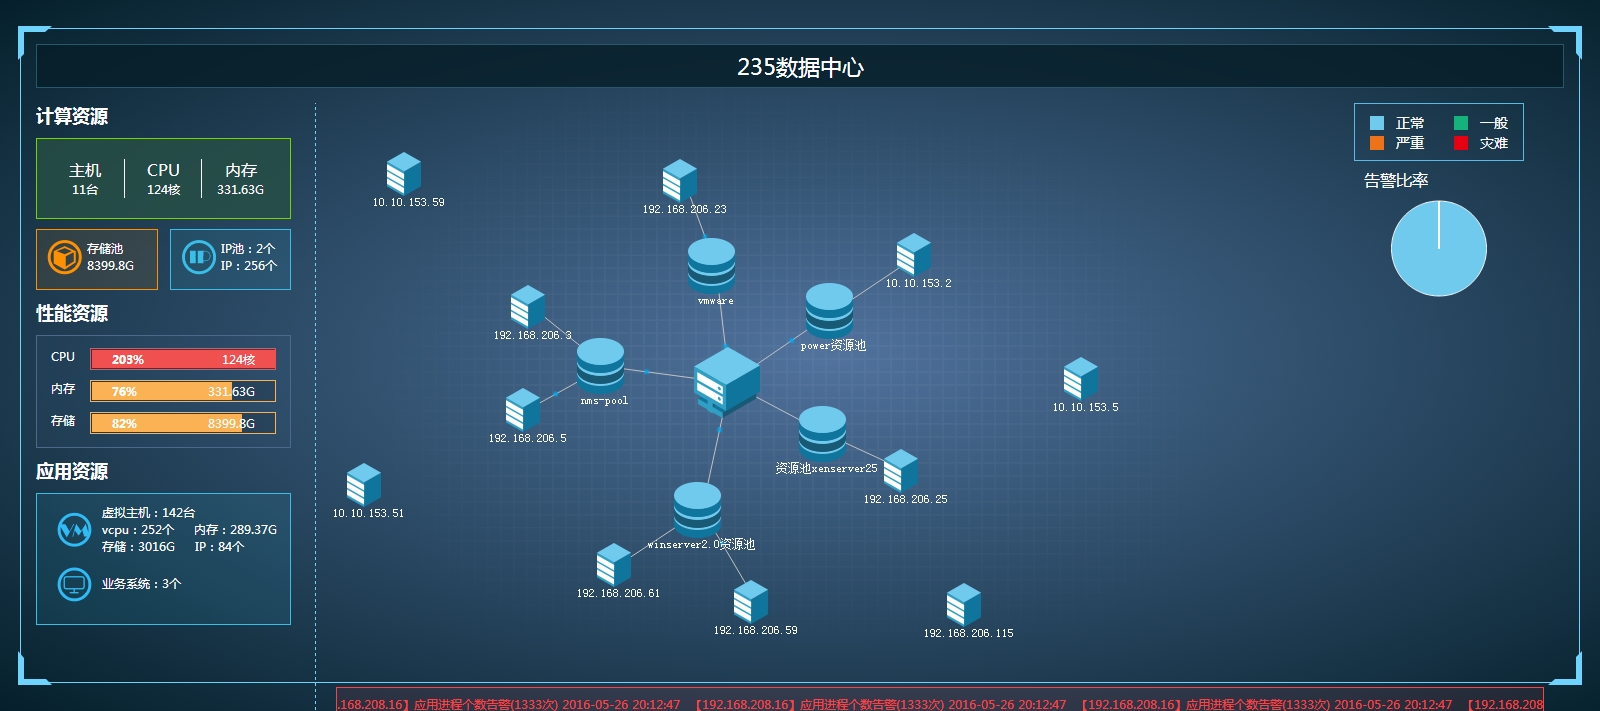 235数据中心
计算资源
主机 CPU 内存
11台 124核 331.63G
存储池
8399.8G
IP池：2个
IP：256个
性能资源
CPU 203% 124核
内存 76% 331.63G
存储 82% 8399.8G
应用资源
虚拟主机：142台
vcpu：252个 内存：289.37G
存储：3016G IP：84个
业务系统：3个
10.10.153.59
192.168.206.23
10.10.153.2
vmware
192.168.206.3
power资源池
nms-pool
10.10.153.5
192.168.206.5
资源池xenserver25
192.168.206.25
10.10.153.51
winserver2.0资源池
192.168.206.61
192.168.206.59
192.168.206.115
正常 一般
严重 灾难
告警比率
.168.208.16】应用进程个数告警(1333次) 2016-05-26 20:12:47 【192.168.208.16】应用进程个数告警(1333次) 2016-05-26 20:12:47 【192.168.208.16】应用进程个数告警(1333次) 2016-05-26 20:12:47 【192.168.208